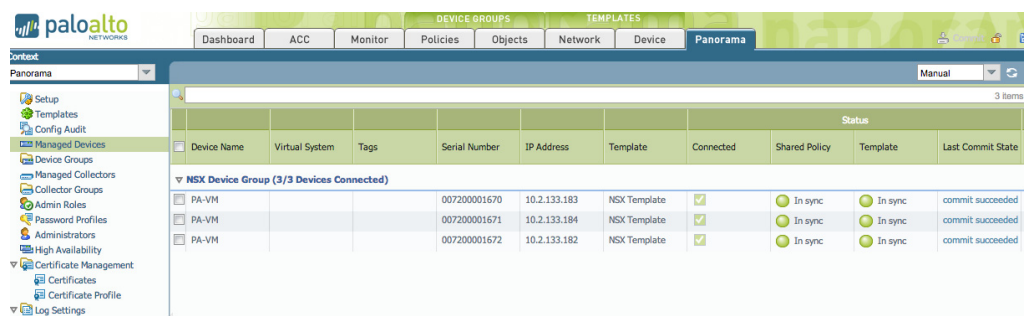 paloalto
NETWORKS
DEVICE GROUPS
TEMPLATES
Dashboard
ACC
Monitor
Policies
Objects
Network
Device
Panorama
Commit
Context
Panorama
Manual
3 items
Setup
Templates
Config Audit
Managed Devices
Device Groups
Managed Collectors
Collector Groups
Admin Roles
Password Profiles
Administrators
High Availability
Certificate Management
Certificates
Certificate Profile
Log Settings
Status
Device Name Virtual System Tags Serial Number IP Address Template Connected Shared Policy Template Last Commit State
NSX Device Group (3/3 Devices Connected)
PA-VM 007200001670 10.2.133.183 NSX Template In sync In sync commit succeeded
PA-VM 007200001671 10.2.133.184 NSX Template In sync In sync commit succeeded
PA-VM 007200001672 10.2.133.182 NSX Template In sync In sync commit succeeded